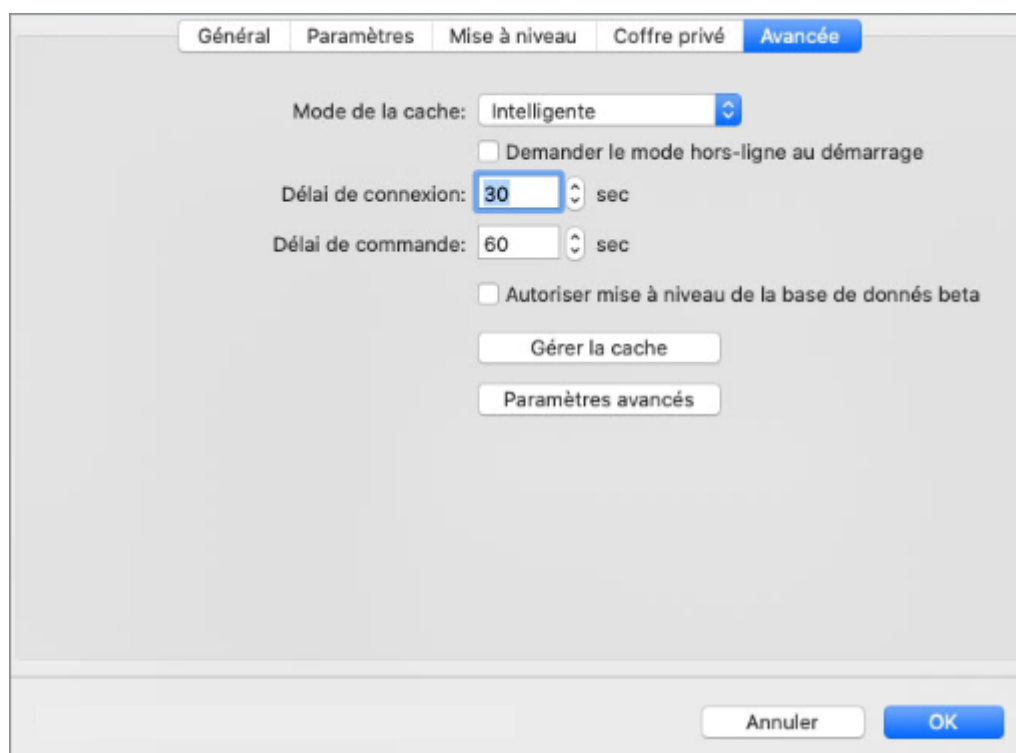 Général Paramètres Mise à niveau Coffre privé Avancée
Mode de la cache: Intelligente
Demander le mode hors-ligne au démarrage
Délai de connexion: 30 sec
Délai de commande: 60 sec
Autoriser mise à niveau de la base de donnés beta
Gérer la cache
Paramètres avancés
Annuler OK